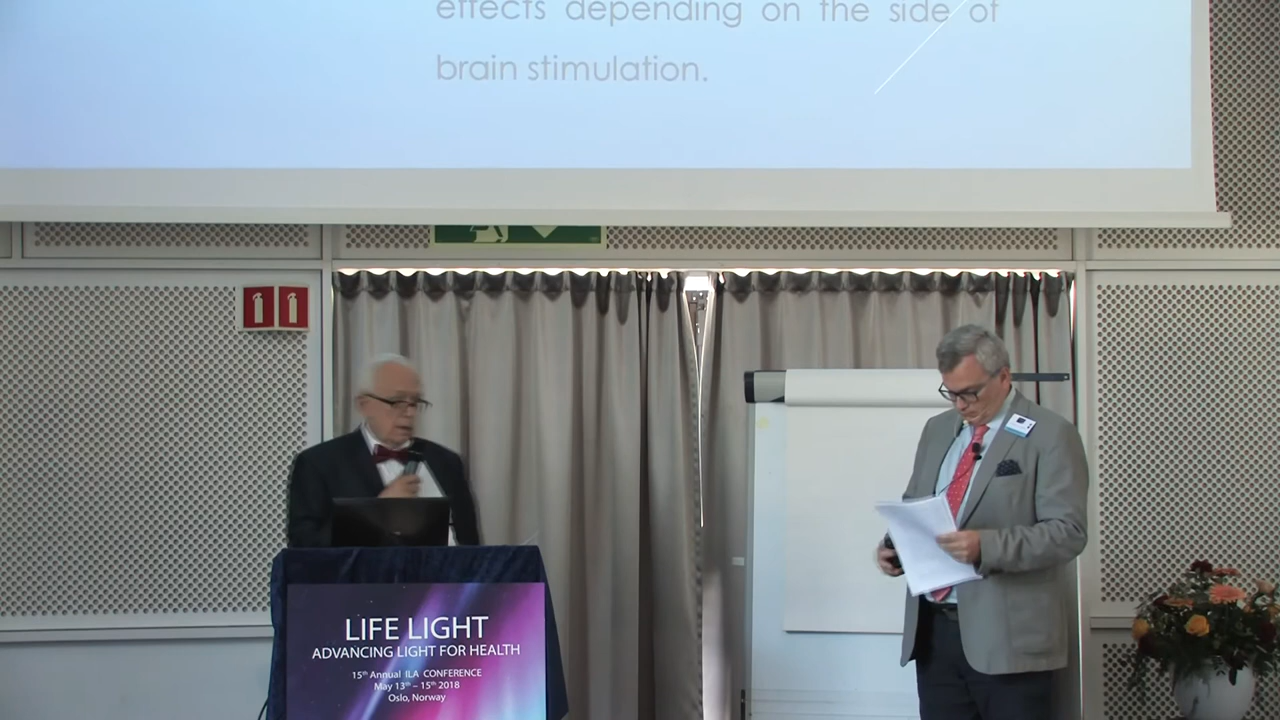 effects depending on the side of
brain stimulation.
LIFE LIGHT
ADVANCING LIGHT FOR HEALTH
15th Annual ILA CONFERENCE
May 13th – 15th 2018
Oslo, Norway